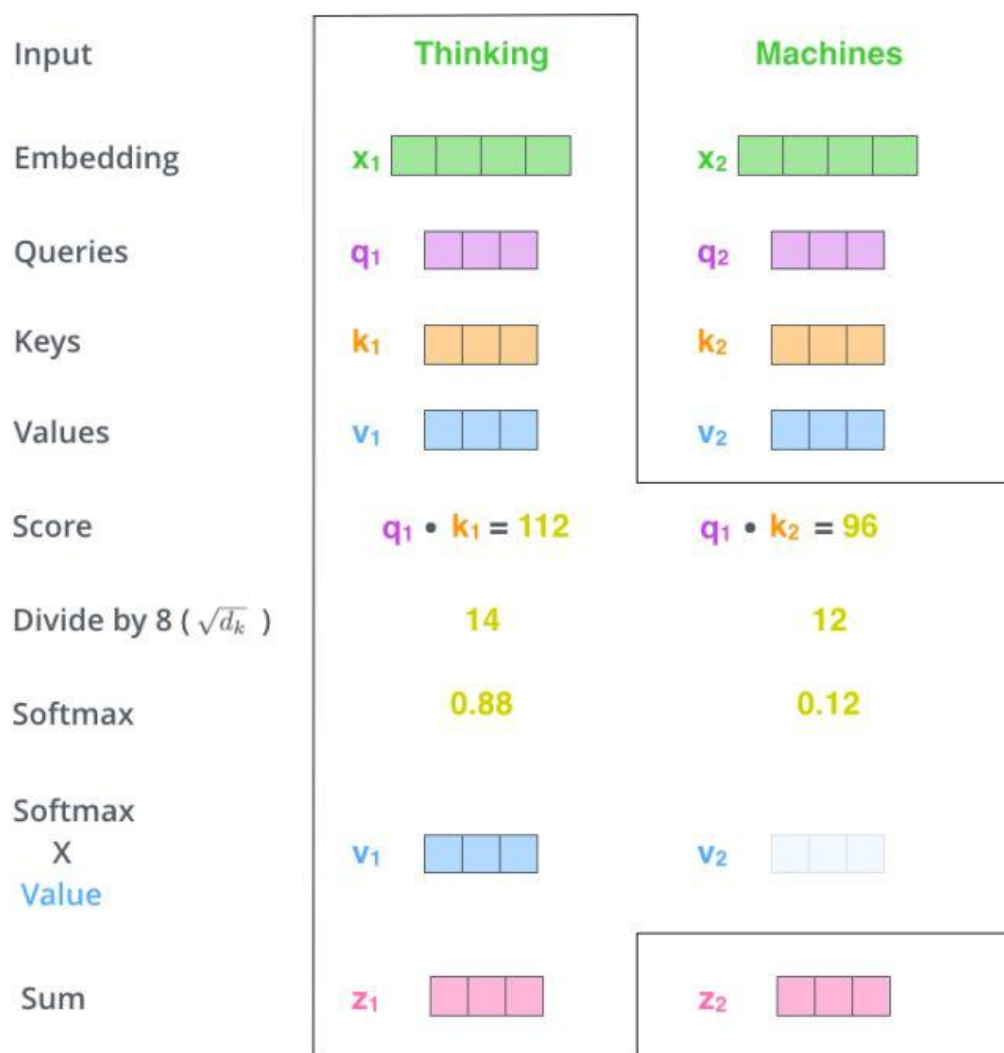 Input Thinking Machines
Embedding x₁ x₂
Queries q₁ q₂
Keys k₁ k₂
Values v₁ v₂
Score q₁ • k₁ = 112 q₁ • k₂ = 96
Divide by 8 ( √dₖ ) 14 12
Softmax 0.88 0.12
Softmax
X v₁ v₂
Value
Sum z₁ z₂